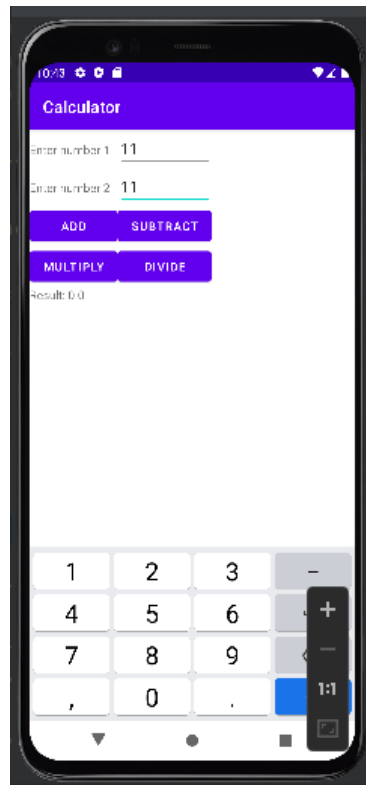 10:43
Calculator
Enter number 1 11
Enter number 2 11
ADD SUBTRACT
MULTIPLY DIVIDE
Result: 0.0
1 2 3 –
4 5 6
7 8 9
, 0 .
+
–
1:1